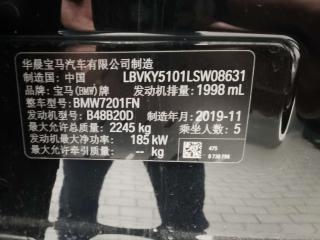 华晨宝马汽车有限公司制造
制造国：中国 LBVKY5101LSW08631
品牌：宝马(BMW)牌 发动机排量：1998 mL
整车型号：BMW7201FN
发动机型号：B48B20D 制造年月：2019-11
最大允许总质量：2245 kg 乘坐人数：5
发动机最大净功率：185 kW
最大允许牵引质量：-- kg
475